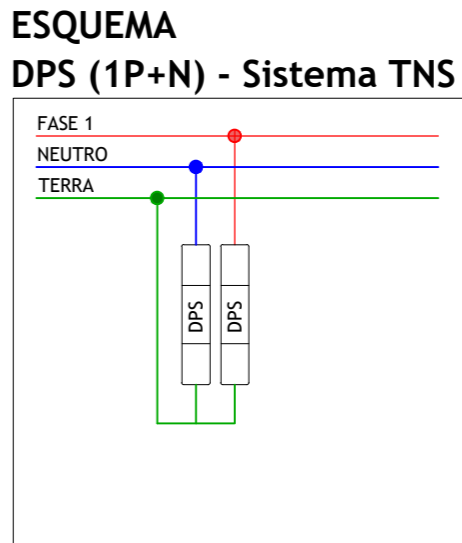 ESQUEMA
DPS (1P+N) - Sistema TNS
FASE 1
NEUTRO
TERRA
DPS
DPS